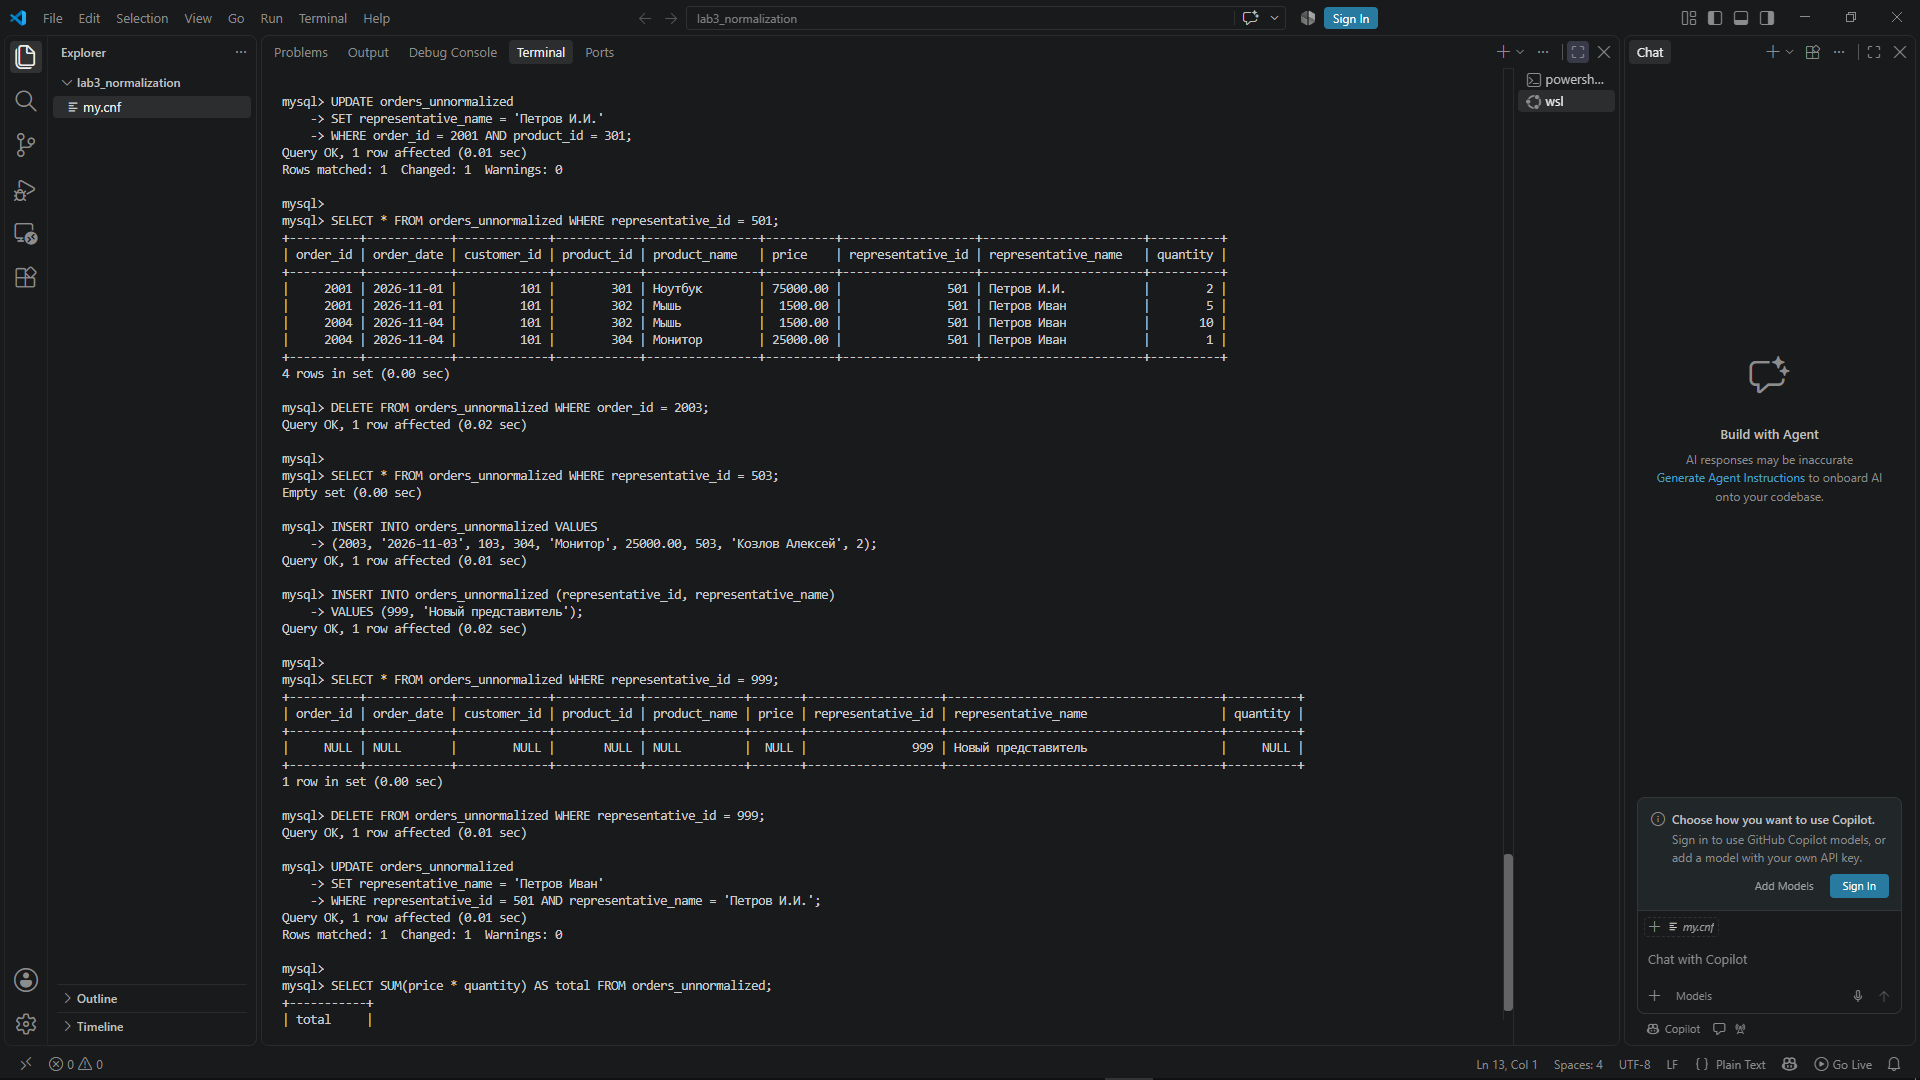 File Edit Selection View Go Run Terminal Help
lab3_normalization
Sign In
Explorer
lab3_normalization
my.cnf
Outline
Timeline
Problems Output Debug Console Terminal Ports
mysql> UPDATE orders_unnormalized
    -> SET representative_name = 'Петров И.И.'
    -> WHERE order_id = 2001 AND product_id = 301;
Query OK, 1 row affected (0.01 sec)
Rows matched: 1  Changed: 1  Warnings: 0
mysql>
mysql> SELECT * FROM orders_unnormalized WHERE representative_id = 501;
+----------+------------+-------------+------------+--------------+----------+-------------------+---------------------+----------+
| order_id | order_date | customer_id | product_id | product_name | price    | representative_id | representative_name | quantity |
+----------+------------+-------------+------------+--------------+----------+-------------------+---------------------+----------+
|     2001 | 2026-11-01 |         101 |        301 | Ноутбук      | 75000.00 |               501 | Петров И.И.         |        2 |
|     2001 | 2026-11-01 |         101 |        302 | Мышь         |  1500.00 |               501 | Петров Иван         |        5 |
|     2004 | 2026-11-04 |         101 |        302 | Мышь         |  1500.00 |               501 | Петров Иван         |       10 |
|     2004 | 2026-11-04 |         101 |        304 | Монитор      | 25000.00 |               501 | Петров Иван         |        1 |
+----------+------------+-------------+------------+--------------+----------+-------------------+---------------------+----------+
4 rows in set (0.00 sec)
mysql> DELETE FROM orders_unnormalized WHERE order_id = 2003;
Query OK, 1 row affected (0.02 sec)
mysql>
mysql> SELECT * FROM orders_unnormalized WHERE representative_id = 503;
Empty set (0.00 sec)
mysql> INSERT INTO orders_unnormalized VALUES
    -> (2003, '2026-11-03', 103, 304, 'Монитор', 25000.00, 503, 'Козлов Алексей', 2);
Query OK, 1 row affected (0.01 sec)
mysql> INSERT INTO orders_unnormalized (representative_id, representative_name)
    -> VALUES (999, 'Новый представитель');
Query OK, 1 row affected (0.02 sec)
mysql>
mysql> SELECT * FROM orders_unnormalized WHERE representative_id = 999;
+----------+------------+-------------+------------+--------------+-------+-------------------+-----------------------------------+----------+
| order_id | order_date | customer_id | product_id | product_name | price | representative_id | representative_name               | quantity |
+----------+------------+-------------+------------+--------------+-------+-------------------+-----------------------------------+----------+
|     NULL | NULL       |        NULL |       NULL | NULL         |  NULL |               999 | Новый представитель               |     NULL |
+----------+------------+-------------+------------+--------------+-------+-------------------+-----------------------------------+----------+
1 row in set (0.00 sec)
mysql> DELETE FROM orders_unnormalized WHERE representative_id = 999;
Query OK, 1 row affected (0.01 sec)
mysql> UPDATE orders_unnormalized
    -> SET representative_name = 'Петров Иван'
    -> WHERE representative_id = 501 AND representative_name = 'Петров И.И.';
Query OK, 1 row affected (0.01 sec)
Rows matched: 1  Changed: 1  Warnings: 0
mysql>
mysql> SELECT SUM(price * quantity) AS total FROM orders_unnormalized;
+-----------+
| total     |
powersh...
wsl
Chat
Build with Agent
AI responses may be inaccurate
Generate Agent Instructions to onboard AI
onto your codebase.
Choose how you want to use Copilot.
Sign in to use GitHub Copilot models, or
add a model with your own API key.
Add Models Sign In
my.cnf
Chat with Copilot
Models
Copilot
0 0
Ln 13, Col 1 Spaces: 4 UTF-8 LF {} Plain Text Go Live